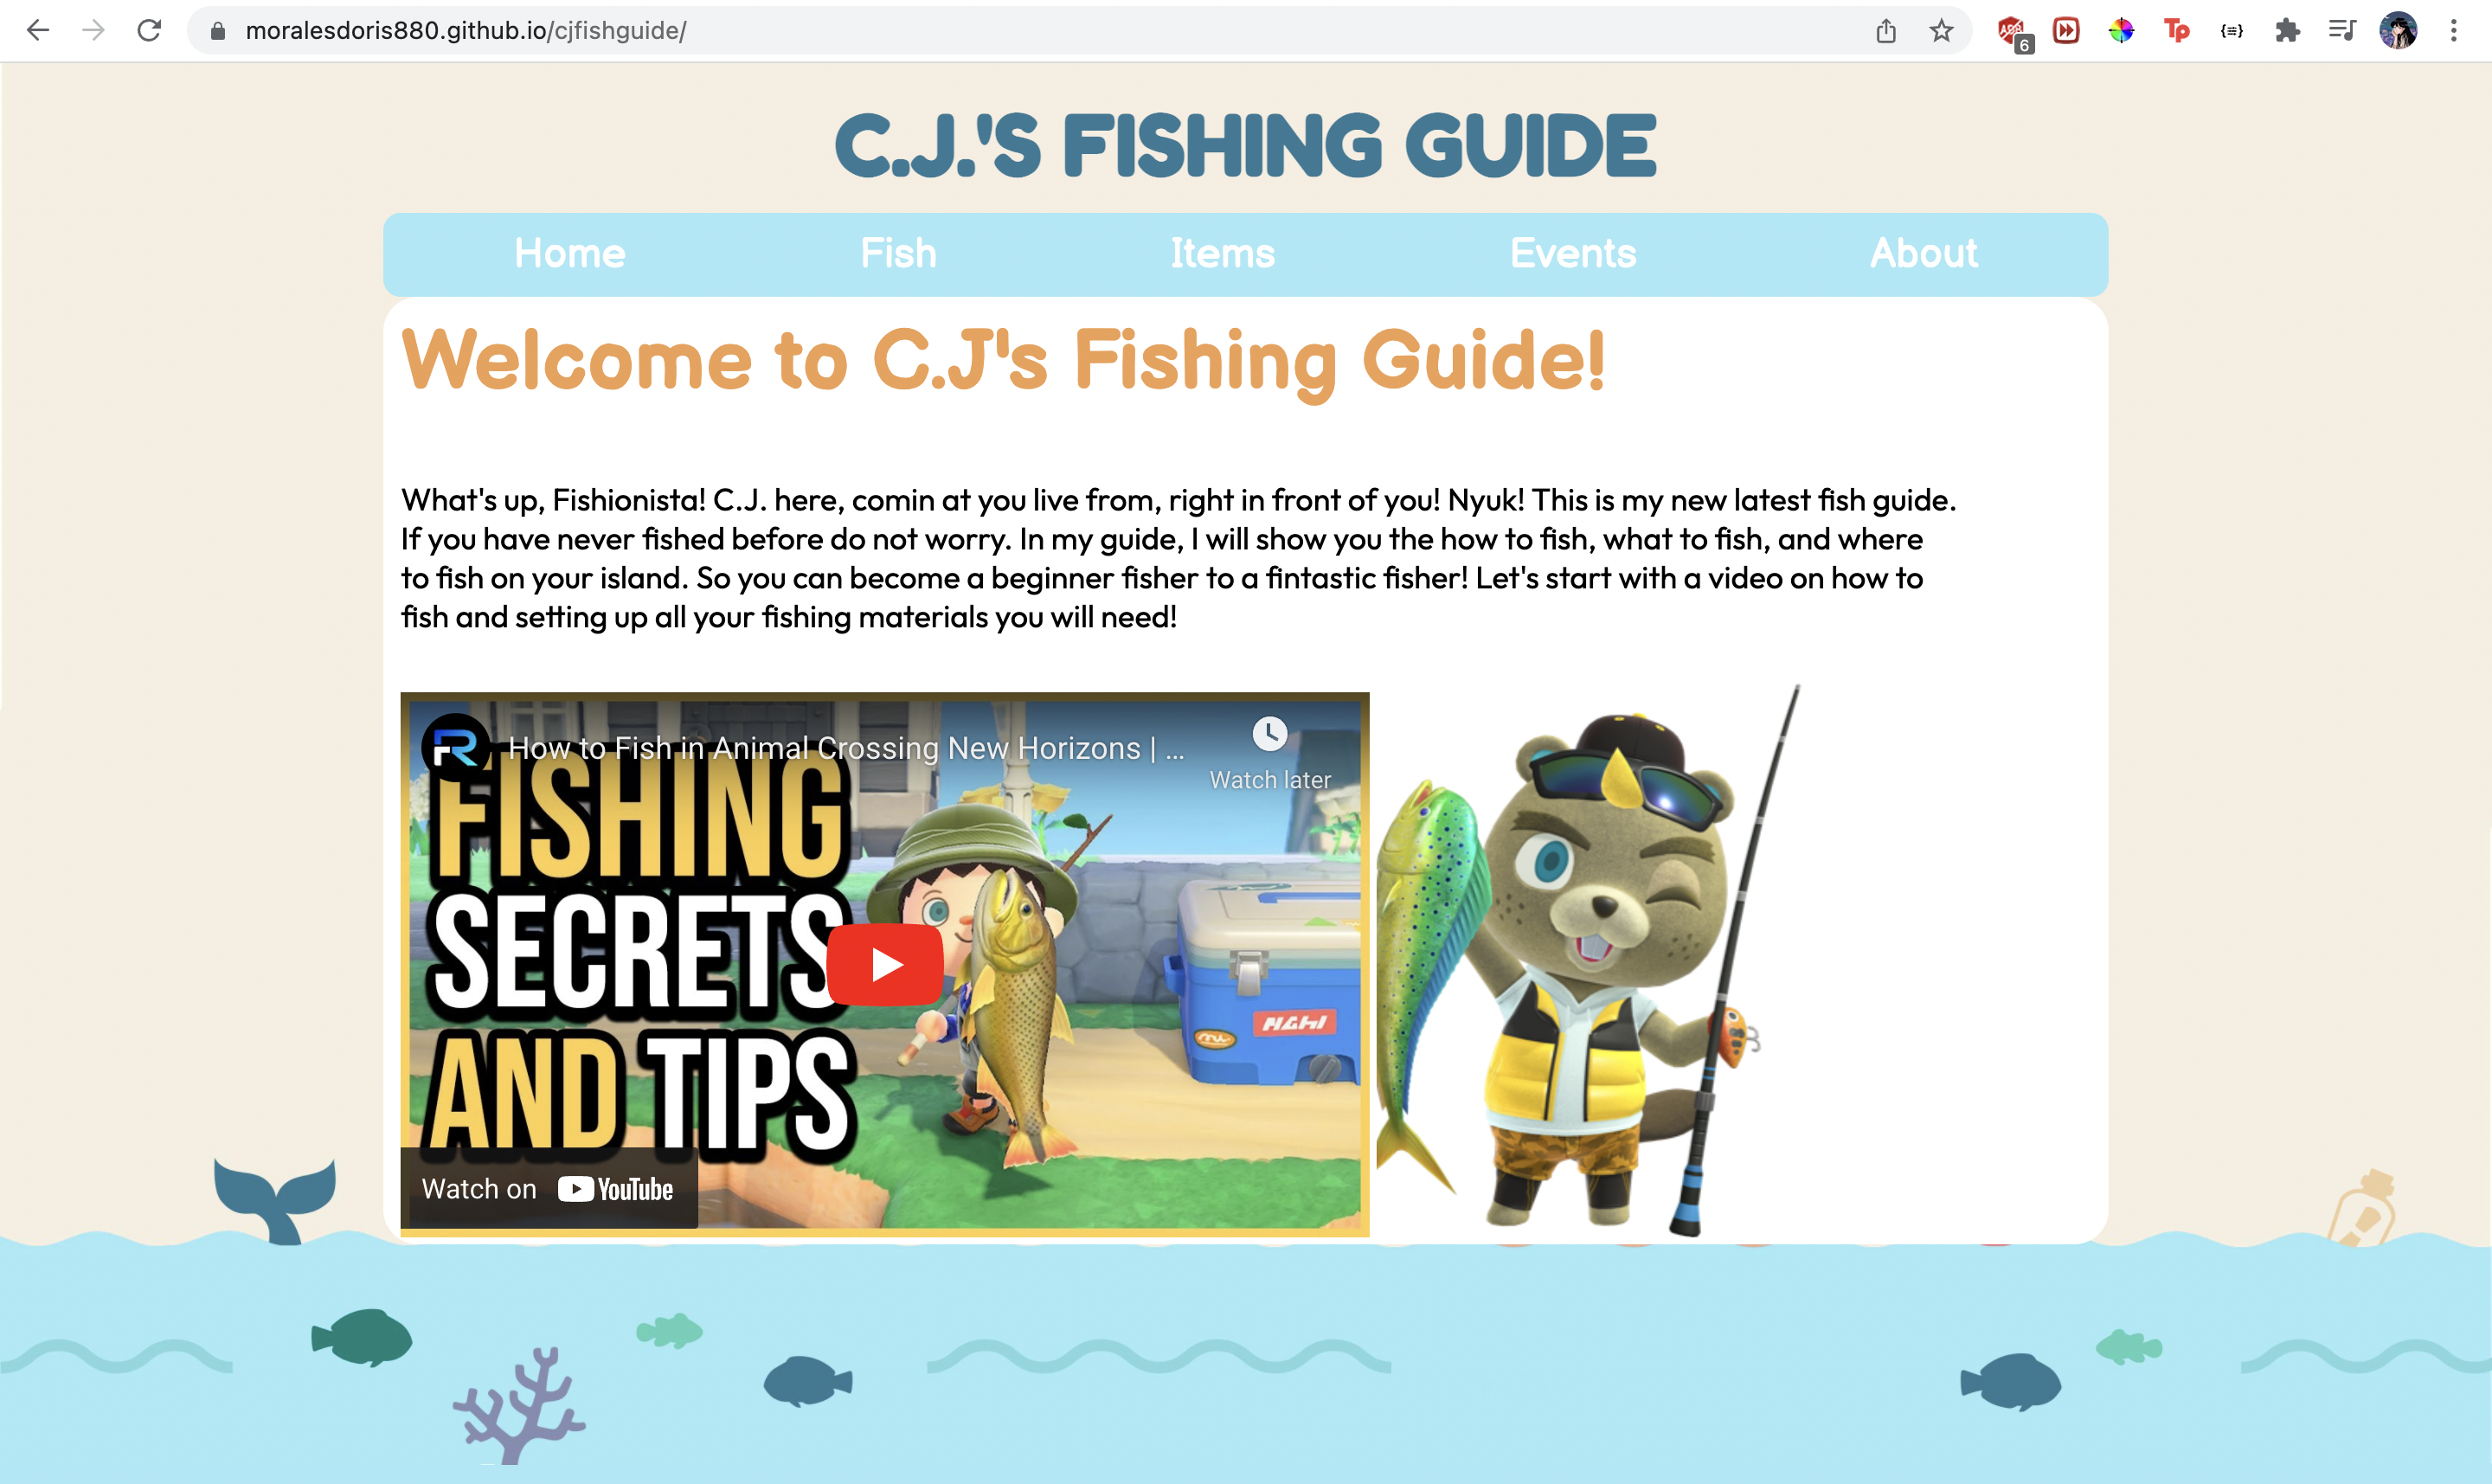 moralesdoris880.github.io/cjfishguide/
6
Tp
C.J.'S FISHING GUIDE
Home Fish Items Events About
Welcome to C.J's Fishing Guide!
What's up, Fishionista! C.J. here, comin at you live from, right in front of you! Nyuk! This is my new latest fish guide.
If you have never fished before do not worry. In my guide, I will show you the how to fish, what to fish, and where
to fish on your island. So you can become a beginner fisher to a fintastic fisher! Let's start with a video on how to
fish and setting up all your fishing materials you will need!
How to Fish in Animal Crossing New Horizons | ...
Watch later
FISHING
SECRETS
AND TIPS
Watch on YouTube